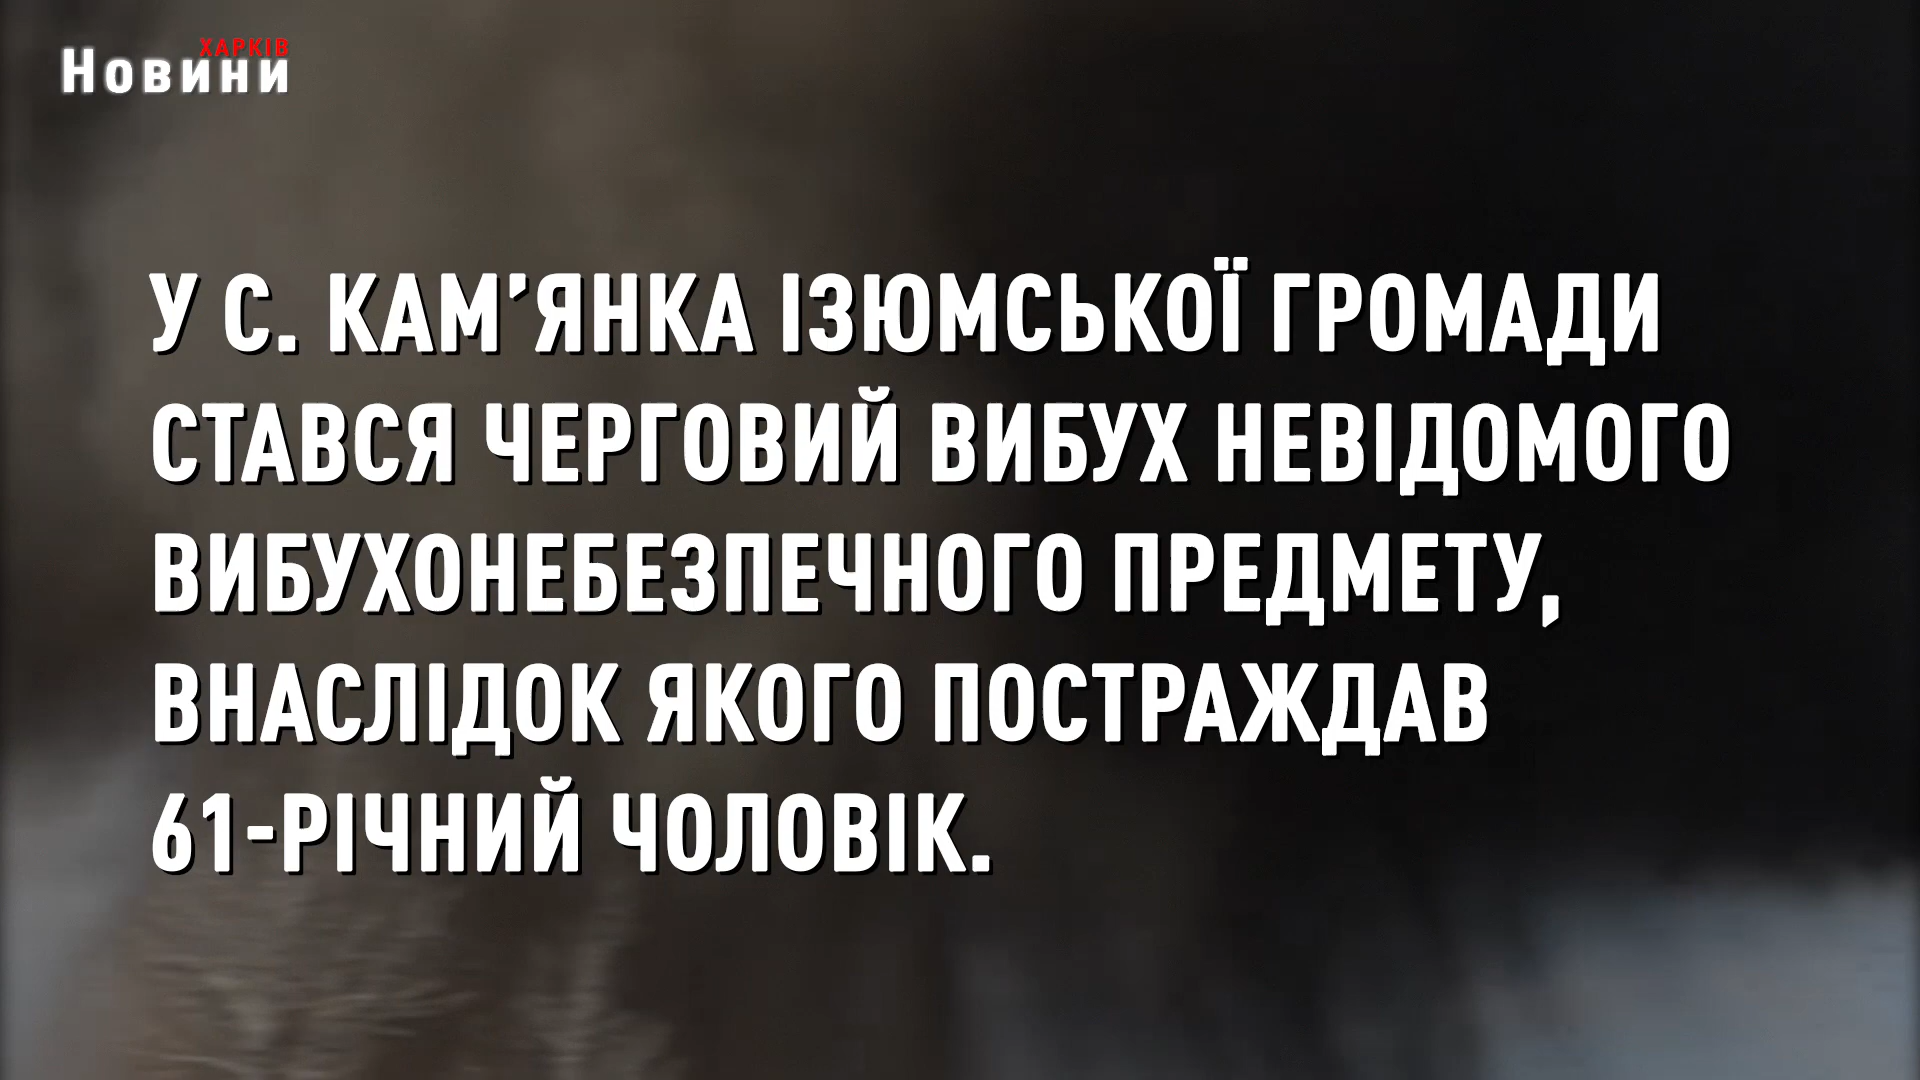 ХАРКІВ
Новини
У С. КАМ’ЯНКА ІЗЮМСЬКОЇ ГРОМАДИ
СТАВСЯ ЧЕРГОВИЙ ВИБУХ НЕВІДОМОГО
ВИБУХОНЕБЕЗПЕЧНОГО ПРЕДМЕТУ,
ВНАСЛІДОК ЯКОГО ПОСТРАЖДАВ
61-РІЧНИЙ ЧОЛОВІК.